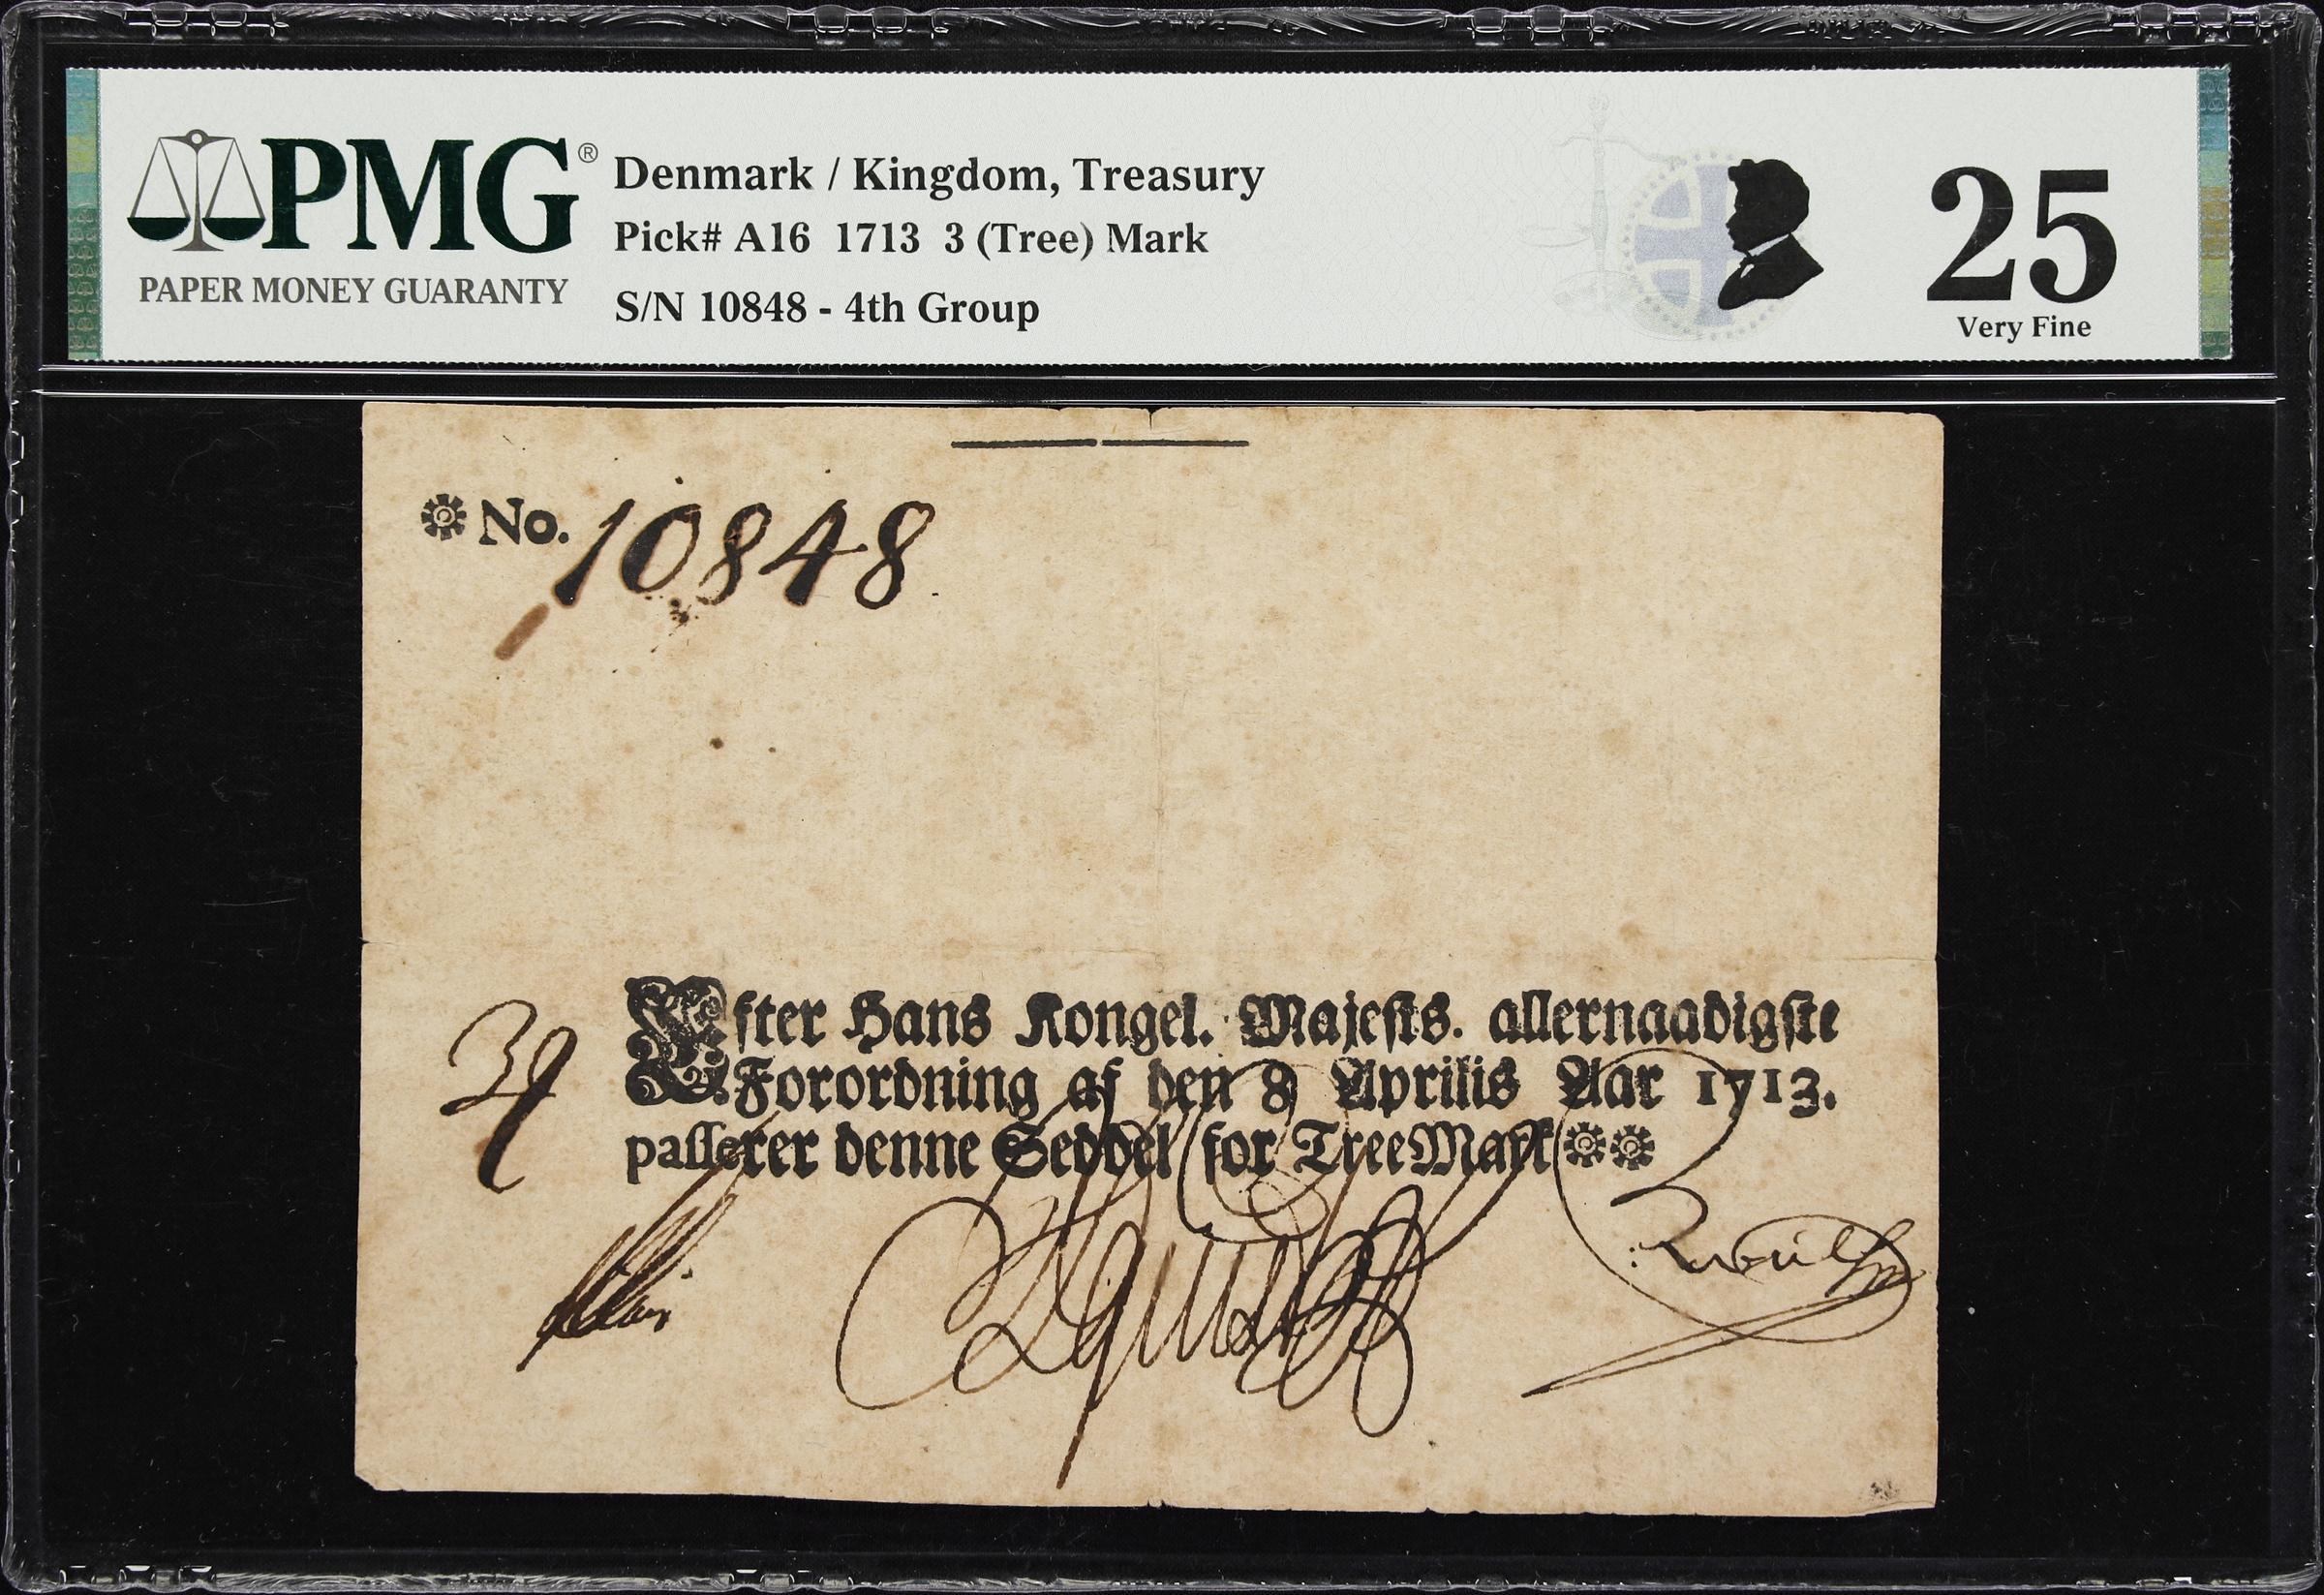 PMG®
PAPER MONEY GUARANTY
Denmark / Kingdom, Treasury
Pick# A16 1713 3 (Tree) Mark
S/N 10848 - 4th Group
25
Very Fine
No. 10848
Efter Hans Kongel. Majests. allernaadigste
Forordning af den 8 Aprilis Aar 1713.
passerer denne Seddel for Tree Mark